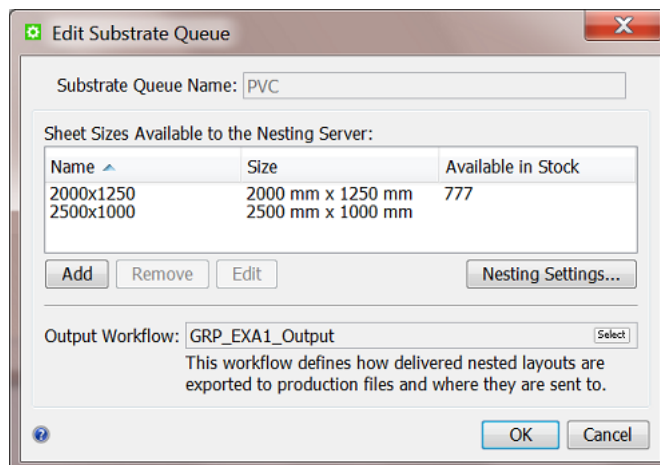 Edit Substrate Queue
Substrate Queue Name: PVC
Sheet Sizes Available to the Nesting Server:
Name Size Available in Stock
2000x1250 2000 mm x 1250 mm 777
2500x1000 2500 mm x 1000 mm
Add Remove Edit Nesting Settings...
Output Workflow: GRP_EXA1_Output Select
This workflow defines how delivered nested layouts are
exported to production files and where they are sent to.
OK Cancel